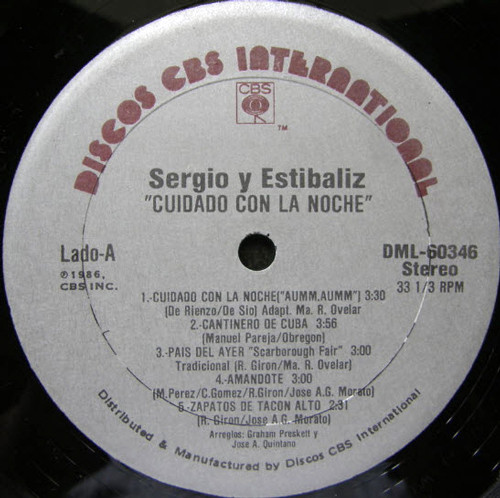 DISCOS CBS INTERNATIONAL
CBS
TM
Sergio y Estibaliz
"CUIDADO CON LA NOCHE"
Lado-A
DML-60346
Stereo
℗1986,
CBS INC.
33 1/3 RPM
1.-CUIDADO CON LA NOCHE("AUMM,AUMM") 3:30
(De Rienzo/De Sio) Adapt. Ma. R. Ovelar
2.-CANTINERO DE CUBA 3:56
(Manuel Pareja/Obregon)
3.-PAIS DEL AYER "Scarborough Fair" 3:00
Tradicional (R. Giron/Ma. R. Ovelar)
4.-AMANDOTE 3:00
(M.Perez/C.Gomez/R.Giron/Jose A.G. Morato)
5.-ZAPATOS DE TACON ALTO 2:31
(R. Giron/Jose A.G. Morato)
Arreglos: Graham Preskett y
Jose A. Quintano
Distributed & Manufactured by Discos CBS International